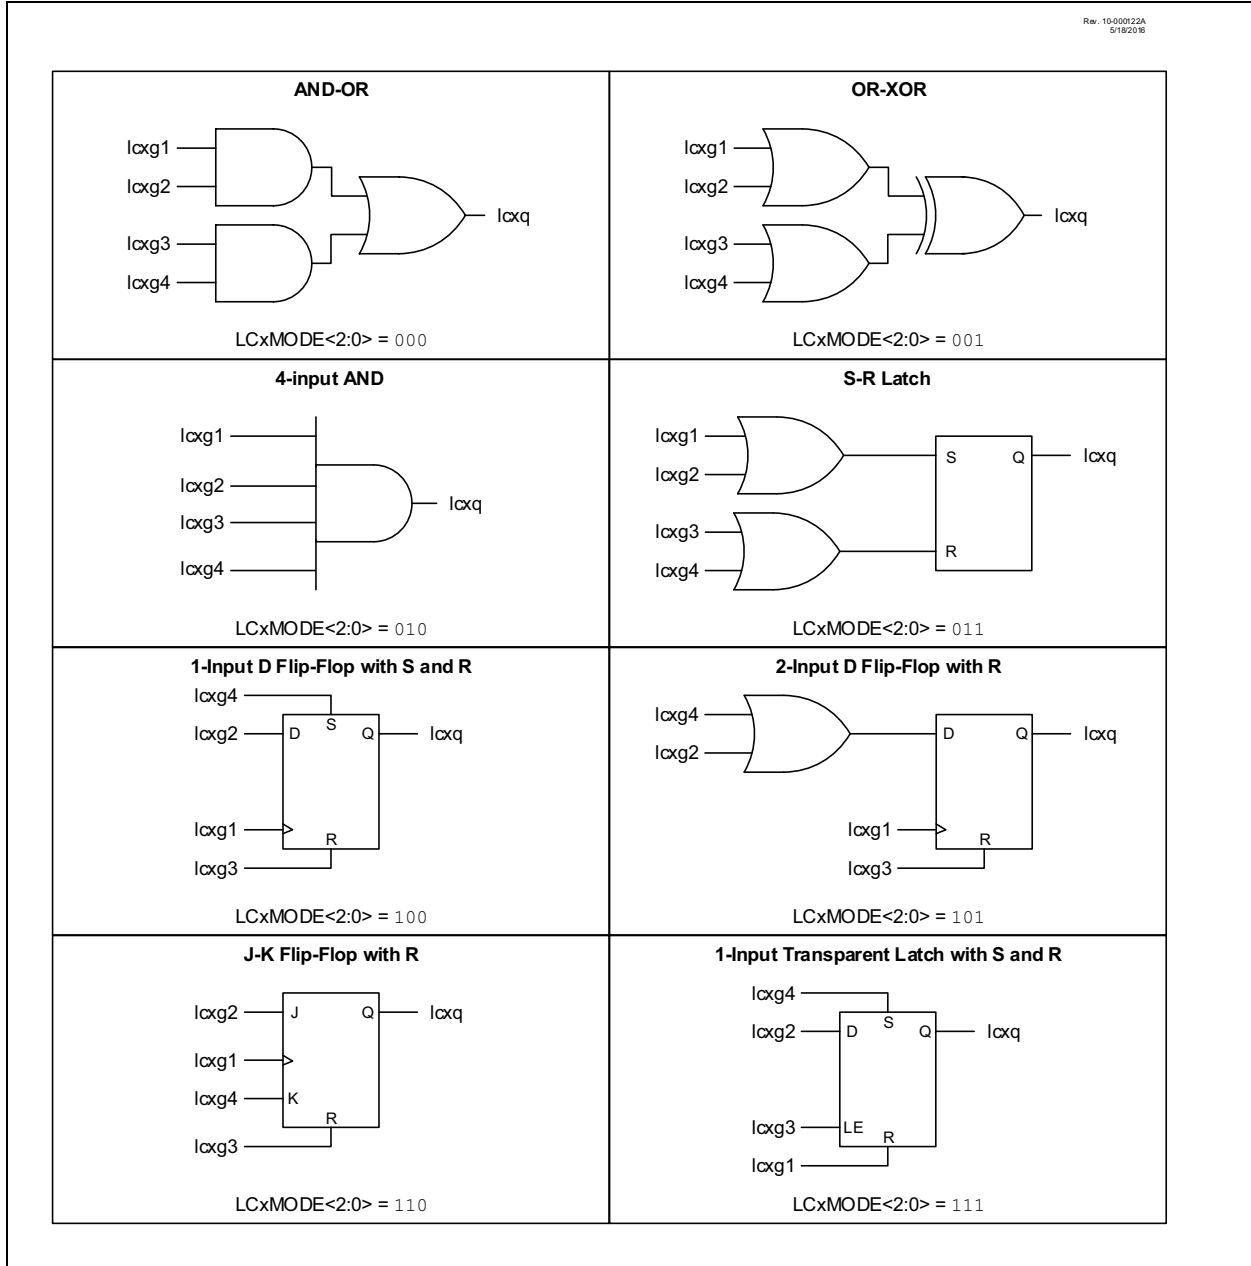 Rev. 10-000122A
5/18/2016
AND-OR
lcxg1
lcxg2
lcxg3
lcxg4
lcxq
LCxMODE<2:0> = 000
OR-XOR
lcxg1
lcxg2
lcxg3
lcxg4
lcxq
LCxMODE<2:0> = 001
4-input AND
lcxg1
lcxg2
lcxg3
lcxg4
lcxq
LCxMODE<2:0> = 010
S-R Latch
lcxg1
lcxg2
lcxg3
lcxg4
S
Q
R
lcxq
LCxMODE<2:0> = 011
1-Input D Flip-Flop with S and R
lcxg4
lcxg2
D
S
Q
lcxq
lcxg1
R
lcxg3
LCxMODE<2:0> = 100
2-Input D Flip-Flop with R
lcxg4
lcxg2
D
Q
lcxq
lcxg1
R
lcxg3
LCxMODE<2:0> = 101
J-K Flip-Flop with R
lcxg2
J
Q
lcxq
lcxg1
lcxg4
K
R
lcxg3
LCxMODE<2:0> = 110
1-Input Transparent Latch with S and R
lcxg4
lcxg2
D
S
Q
lcxq
lcxg3
LE
R
lcxg1
LCxMODE<2:0> = 111